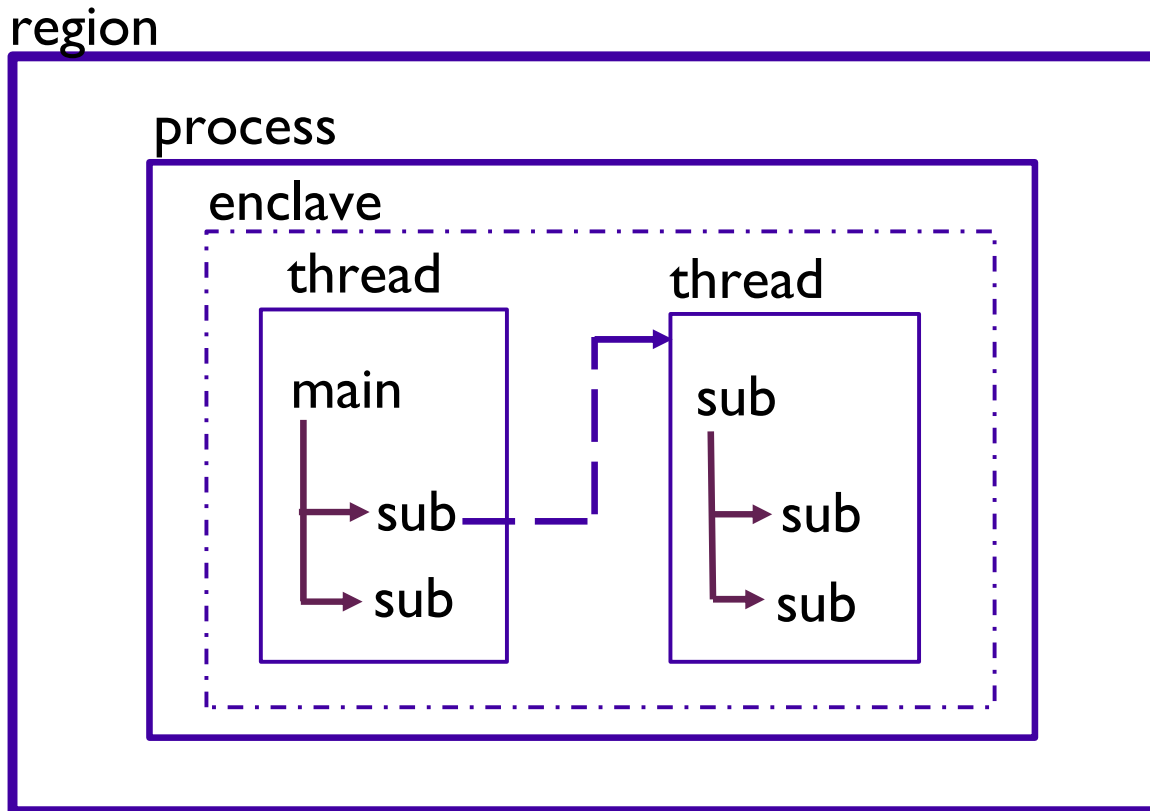 region
process
enclave
thread
thread
main
sub
sub
sub
sub
sub